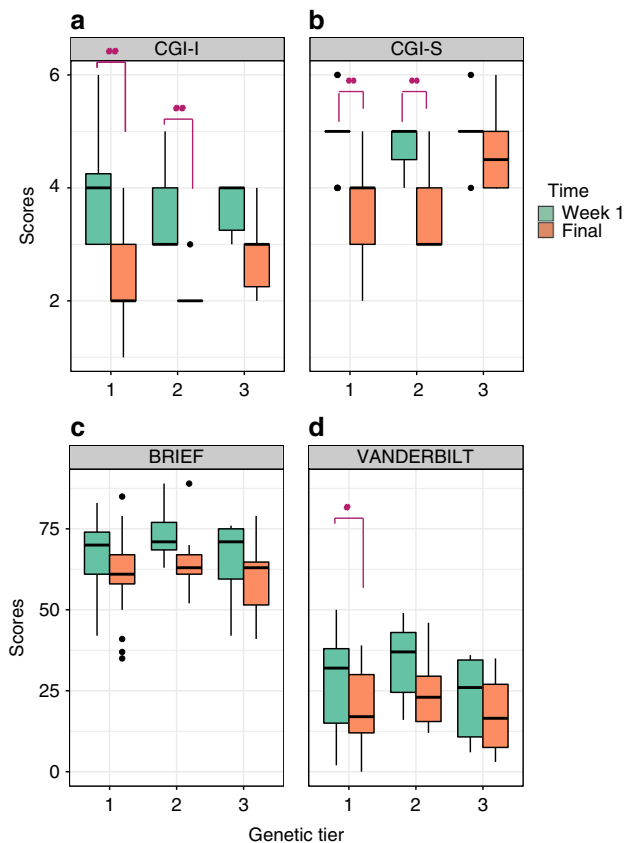 a
b
CGI-I
CGI-S
**
**
**
**
6
4
2
Scores
1
2
3
1
2
3
Time
Week 1
Final
c
d
BRIEF
VANDERBILT
*
75
50
25
0
Scores
1
2
3
1
2
3
Genetic tier